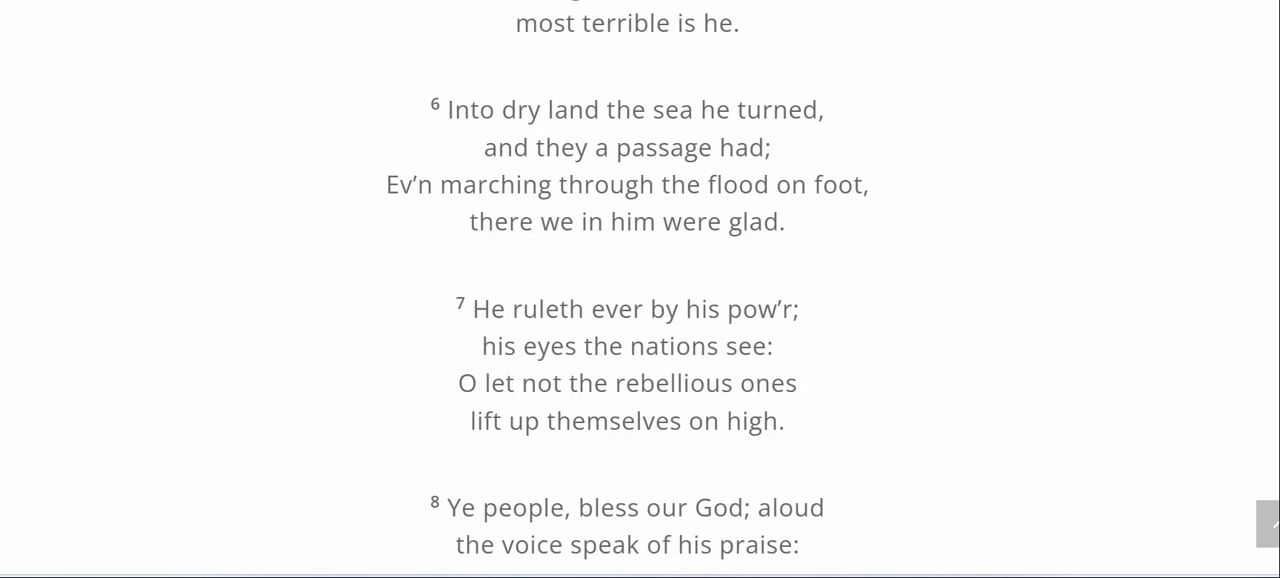 most terrible is he.
6 Into dry land the sea he turned,
and they a passage had;
Ev’n marching through the flood on foot,
there we in him were glad.
7 He ruleth ever by his pow’r;
his eyes the nations see:
O let not the rebellious ones
lift up themselves on high.
8 Ye people, bless our God; aloud
the voice speak of his praise: